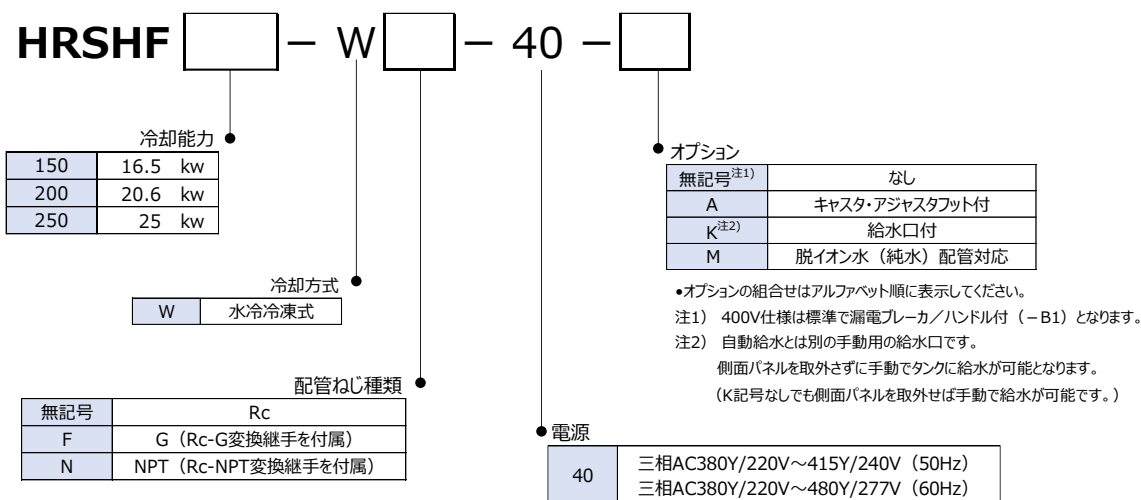 HRSHF － W － 40 －
冷却能力
150 16.5 kw
200 20.6 kw
250 25 kw
冷却方式
W 水冷冷凍式
配管ねじ種類
無記号 Rc
F G（Rc-G変換継手を付属）
N NPT（Rc-NPT変換継手を付属）
電源
40 三相AC380Y/220V～415Y/240V（50Hz）
三相AC380Y/220V～480Y/277V（60Hz）
オプション
無記号注1) なし
A キャスタ・アジャスタフット付
K注2) 給水口付
M 脱イオン水（純水）配管対応
•オプションの組合せはアルファベット順に表示してください。
注1） 400V仕様は標準で漏電ブレーカ／ハンドル付（－B1）となります。
注2） 自動給水とは別の手動用の給水口です。
側面パネルを取外さずに手動でタンクに給水が可能となります。
（K記号なしでも側面パネルを取外せば手動で給水が可能です。）